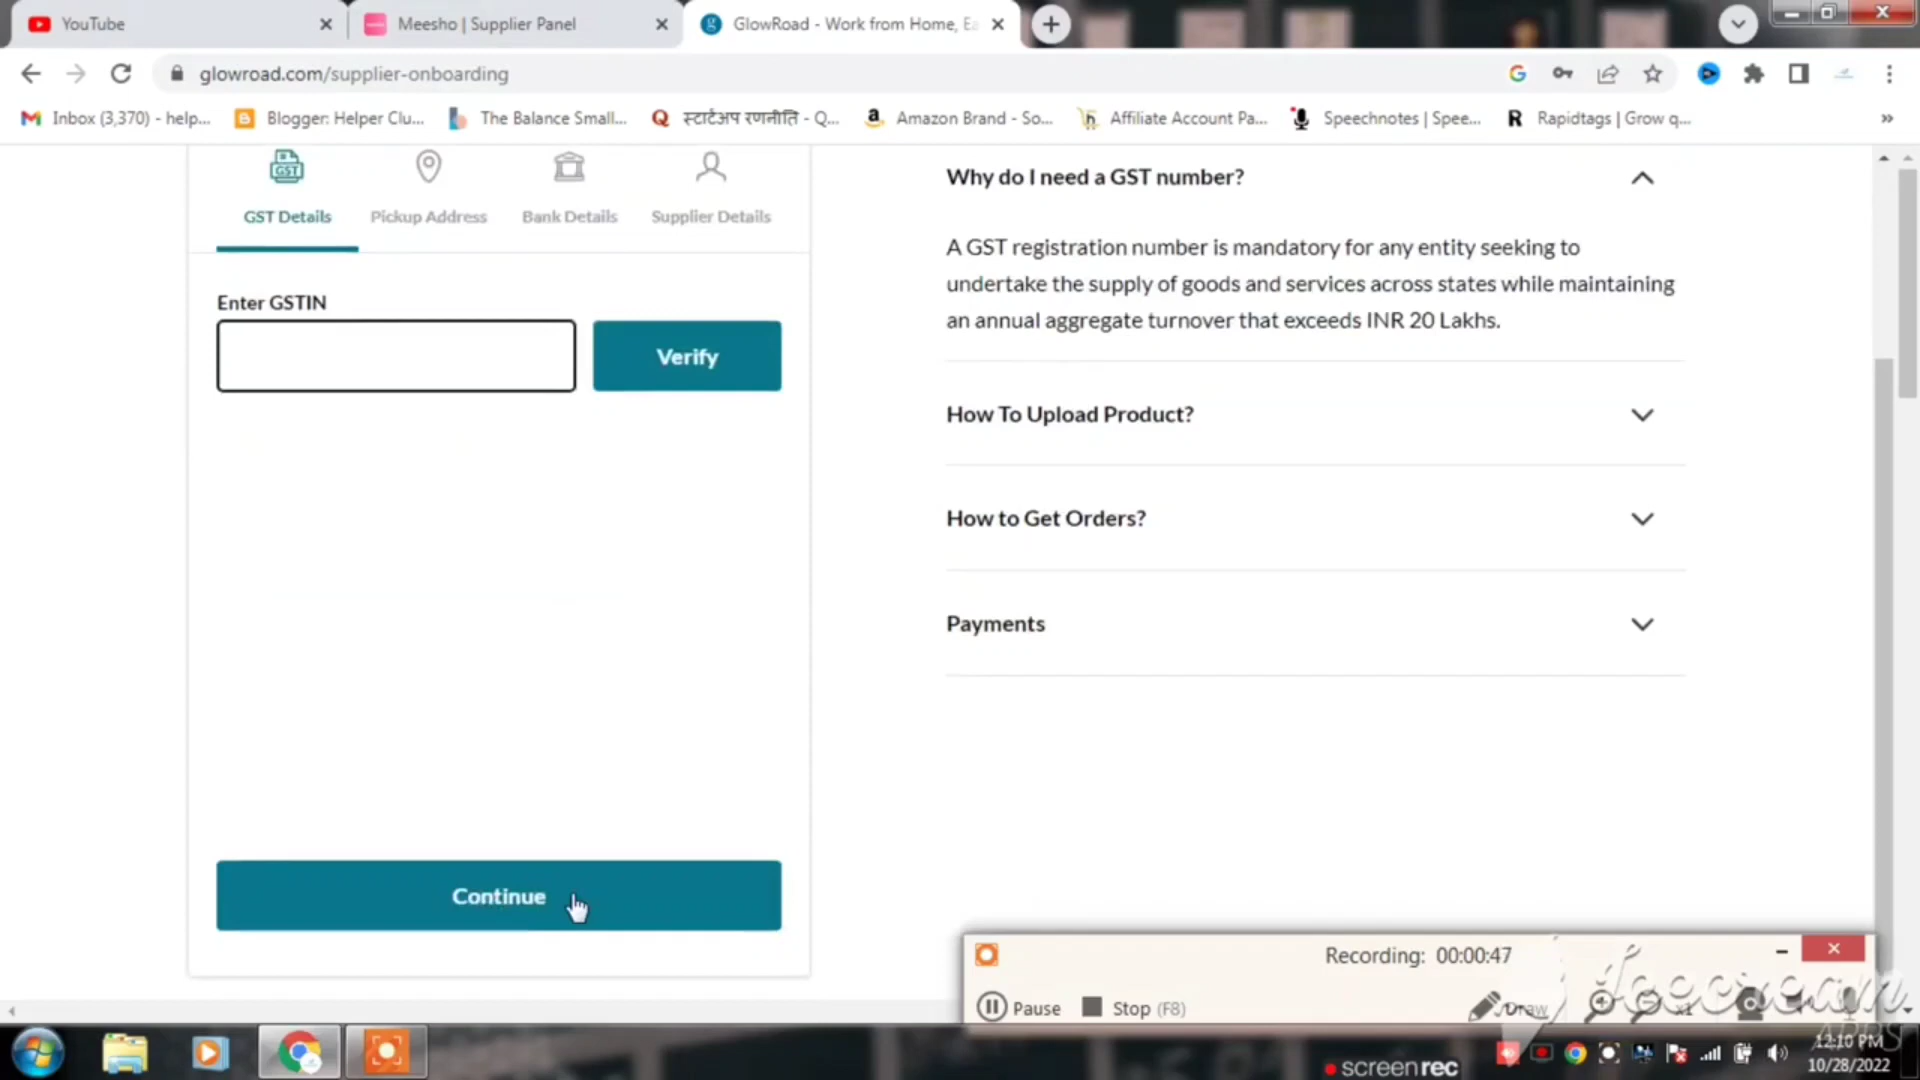 YouTube
Meesho | Supplier Panel
GlowRoad - Work from Home, Ea
glowroad.com/supplier-onboarding
Inbox (3,370) - help...
Blogger: Helper Clu...
The Balance Small...
स्टार्टअप रणनीति - Q...
Amazon Brand - So...
Affiliate Account Pa...
Speechnotes | Spee...
Rapidtags | Grow q...
GST
GST Details
Pickup Address
Bank Details
Supplier Details
Enter GSTIN
Verify
Continue
Why do I need a GST number?
A GST registration number is mandatory for any entity seeking to
undertake the supply of goods and services across states while maintaining
an annual aggregate turnover that exceeds INR 20 Lakhs.
How To Upload Product?
How to Get Orders?
Payments
Recording: 00:00:47
Pause
Stop (F8)
Draw
x1
screenrec
12:10 PM
10/28/2022